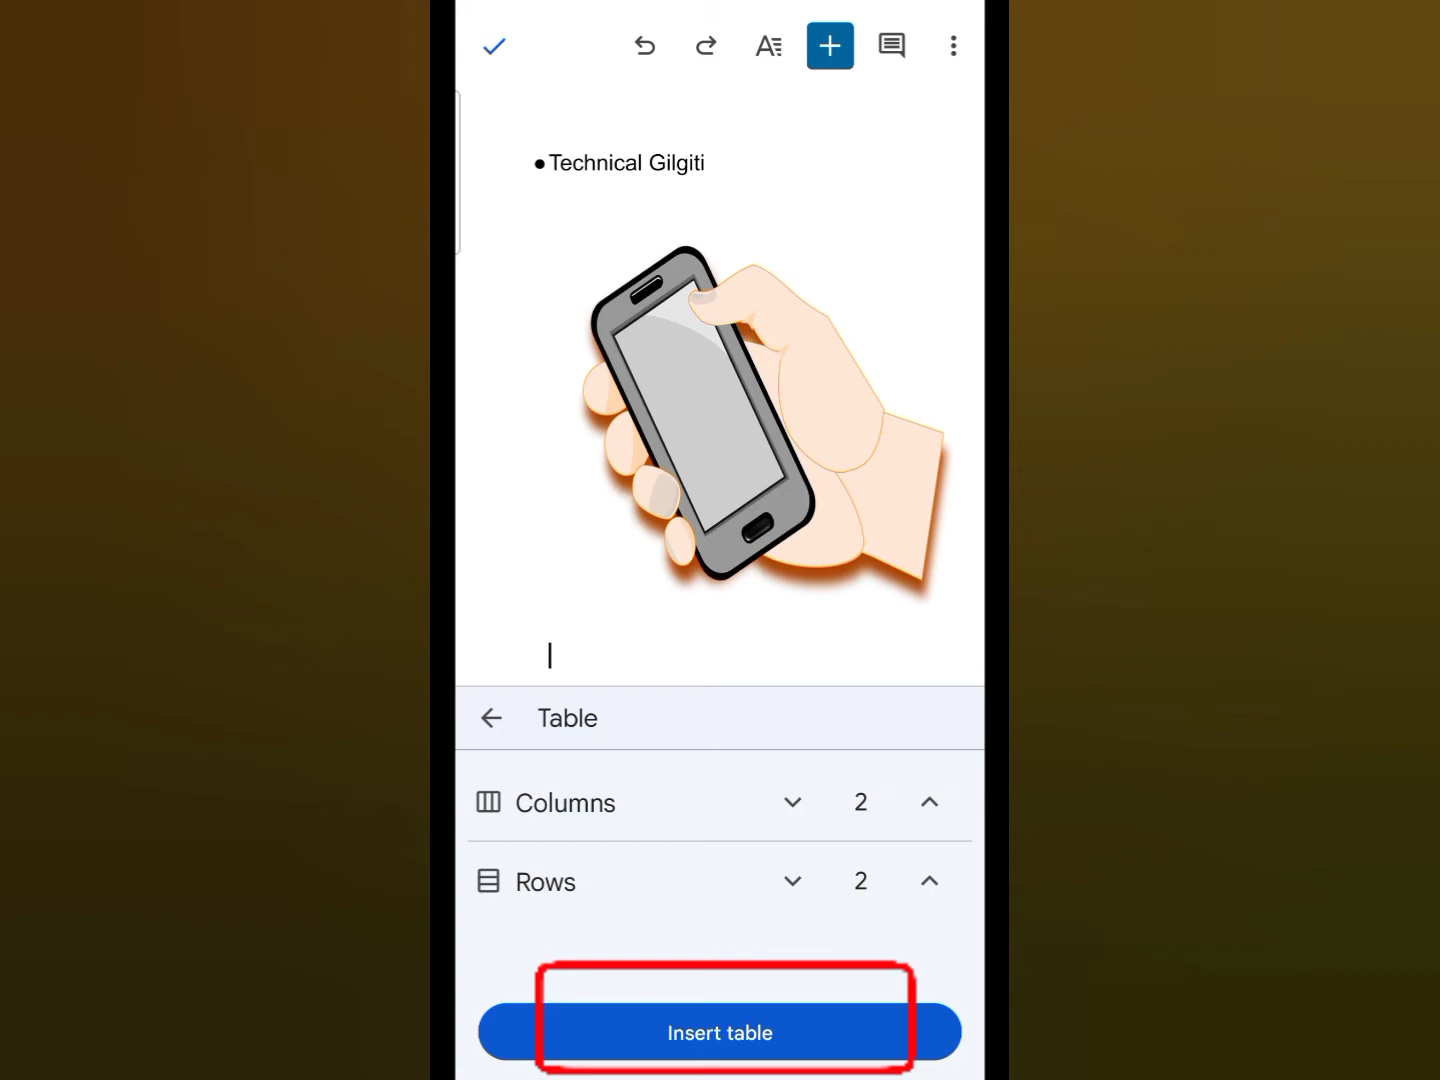 ●Technical Gilgiti
Table
Columns 2
Rows 2
Insert table